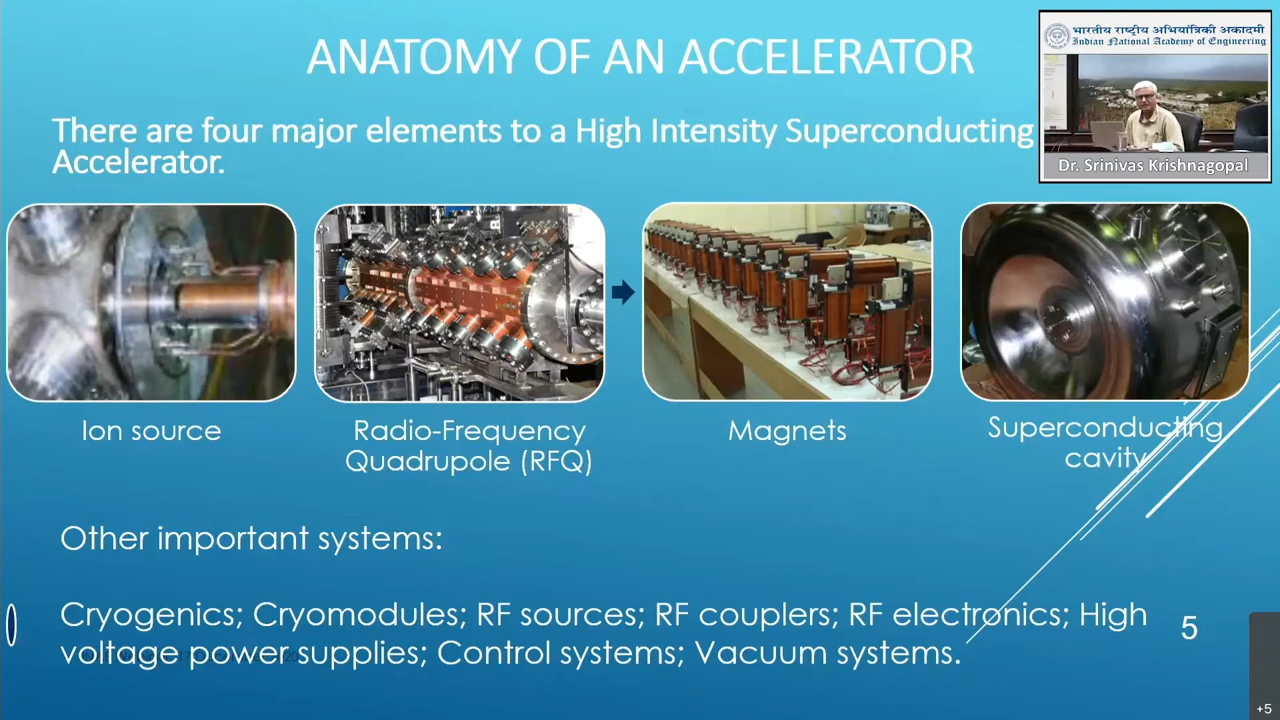 ANATOMY OF AN ACCELERATOR
भारतीय राष्ट्रीय अभियांत्रिकी अकादमी
Indian National Academy of Engineering
Dr. Srinivas Krishnagopal
There are four major elements to a High Intensity Superconducting
Accelerator.
Ion source
Radio-Frequency
Quadrupole (RFQ)
Magnets
Superconducting
cavity
Other important systems:
Cryogenics; Cryomodules; RF sources; RF couplers; RF electronics; High
voltage power supplies; Control systems; Vacuum systems.
5
+5